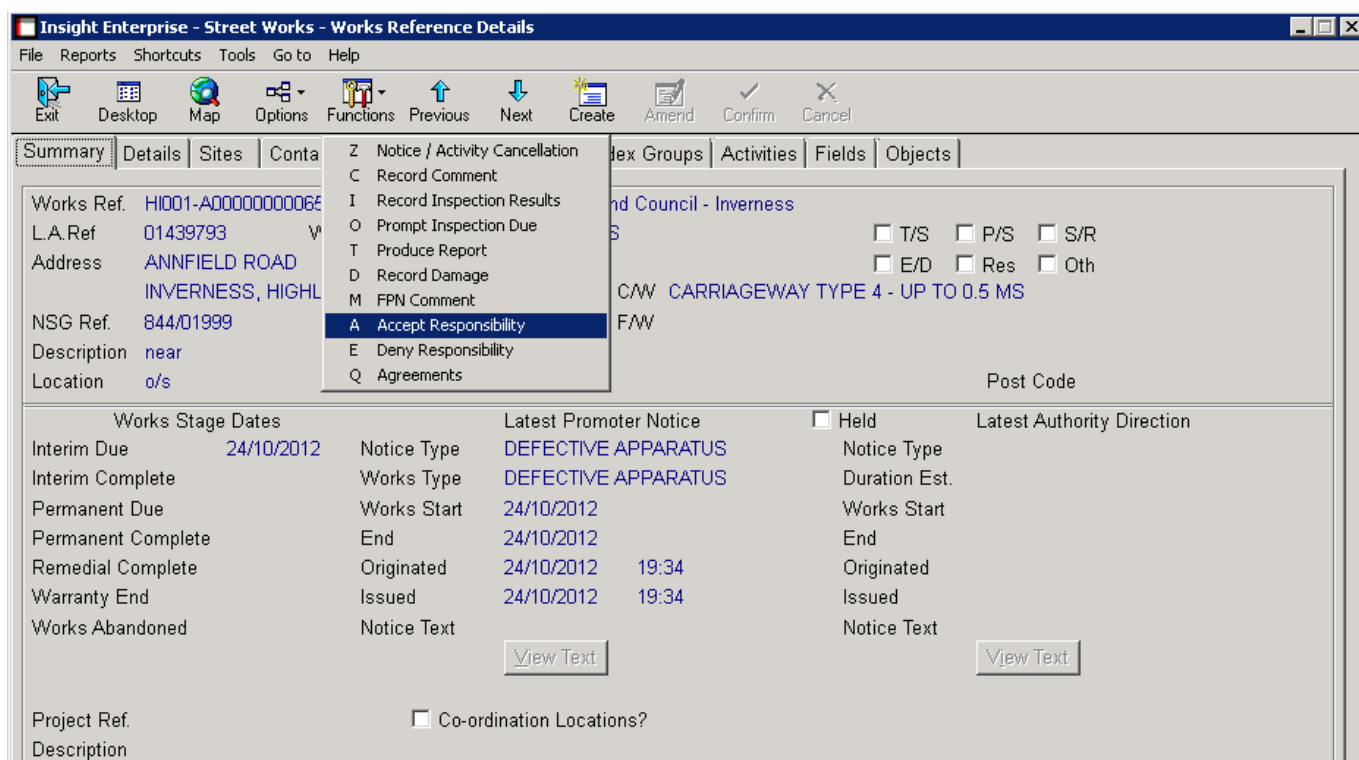 Insight Enterprise - Street Works - Works Reference Details
File Reports Shortcuts Tools Go to Help
Exit Desktop Map Options Functions Previous Next Create Amend Confirm Cancel
Summary Details Sites Conta dex Groups Activities Fields Objects
Z Notice / Activity Cancellation
C Record Comment
I Record Inspection Results
O Prompt Inspection Due
T Produce Report
D Record Damage
M FPN Comment
A Accept Responsibility
E Deny Responsibility
Q Agreements
Works Ref. HI001-A00000000065 nd Council - Inverness
L.A.Ref 01439793 W S T/S P/S S/R
Address ANNFIELD ROAD E/D Res Oth
INVERNESS, HIGHL C/W CARRIAGEWAY TYPE 4 - UP TO 0.5 MS
NSG Ref. 844/01999 F/W
Description near
Location o/s Post Code
Works Stage Dates Latest Promoter Notice Held Latest Authority Direction
Interim Due 24/10/2012 Notice Type DEFECTIVE APPARATUS Notice Type
Interim Complete Works Type DEFECTIVE APPARATUS Duration Est.
Permanent Due Works Start 24/10/2012 Works Start
Permanent Complete End 24/10/2012 End
Remedial Complete Originated 24/10/2012 19:34 Originated
Warranty End Issued 24/10/2012 19:34 Issued
Works Abandoned Notice Text Notice Text
View Text View Text
Project Ref. Co-ordination Locations?
Description